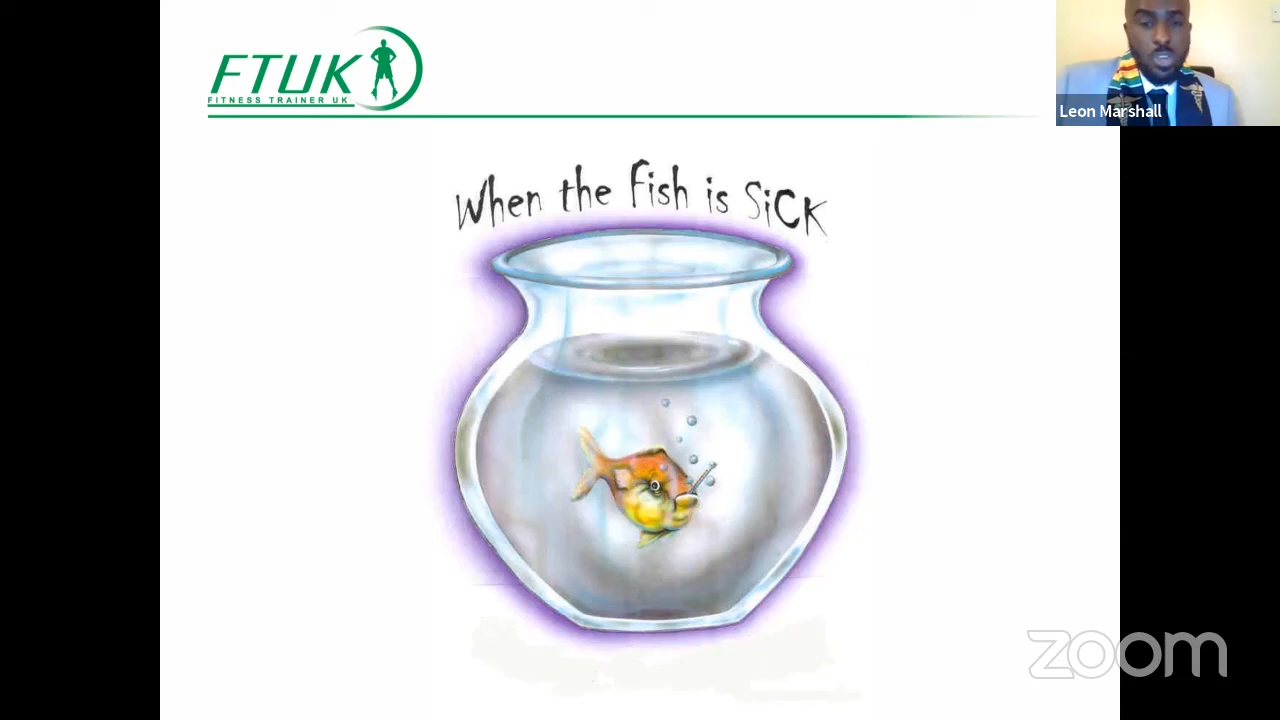 FTUK
FITNESS TRAINER UK
Leon Marshall
When the Fish is SiCK
zoom